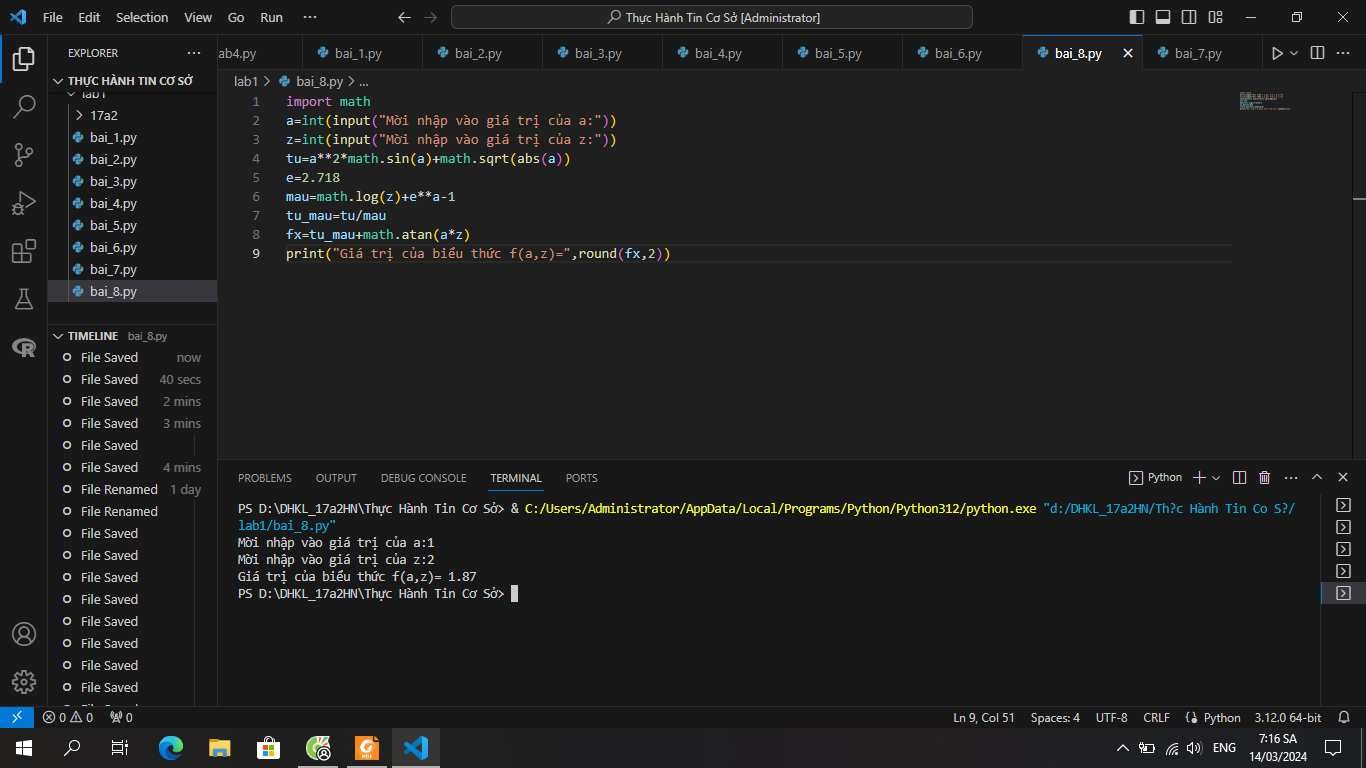 File Edit Selection View Go Run ··· Thực Hành Tin Cơ Sở [Administrator]
EXPLORER ···
lab4.py bai_1.py bai_2.py bai_3.py bai_4.py bai_5.py bai_6.py bai_8.py bai_7.py ···
THỰC HÀNH TIN CƠ SỞ
lab1 > bai_8.py > ...
lab1
17a2
bai_1.py
bai_2.py
bai_3.py
bai_4.py
bai_5.py
bai_6.py
bai_7.py
bai_8.py
TIMELINE bai_8.py
File Saved now
File Saved 40 secs
File Saved 2 mins
File Saved 3 mins
File Saved
File Saved 4 mins
File Renamed 1 day
File Renamed
File Saved
File Saved
File Saved
File Saved
File Saved
File Saved
File Saved
File Saved
1 import math
2 a=int(input("Mời nhập vào giá trị của a:"))
3 z=int(input("Mời nhập vào giá trị của z:"))
4 tu=a**2*math.sin(a)+math.sqrt(abs(a))
5 e=2.718
6 mau=math.log(z)+e**a-1
7 tu_mau=tu/mau
8 fx=tu_mau+math.atan(a*z)
9 print("Giá trị của biểu thức f(a,z)=",round(fx,2))
PROBLEMS OUTPUT DEBUG CONSOLE TERMINAL PORTS Python ···
PS D:\DHKL_17a2HN\Thực Hành Tin Cơ Sở> & C:/Users/Administrator/AppData/Local/Programs/Python/Python312/python.exe "d:/DHKL_17a2HN/Th?c Hành Tin Co S?/
lab1/bai_8.py"
Mời nhập vào giá trị của a:1
Mời nhập vào giá trị của z:2
Giá trị của biểu thức f(a,z)= 1.87
PS D:\DHKL_17a2HN\Thực Hành Tin Cơ Sở>
0 0 0 Ln 9, Col 51 Spaces: 4 UTF-8 CRLF Python 3.12.0 64-bit
PDF ENG 7:16 SA
14/03/2024